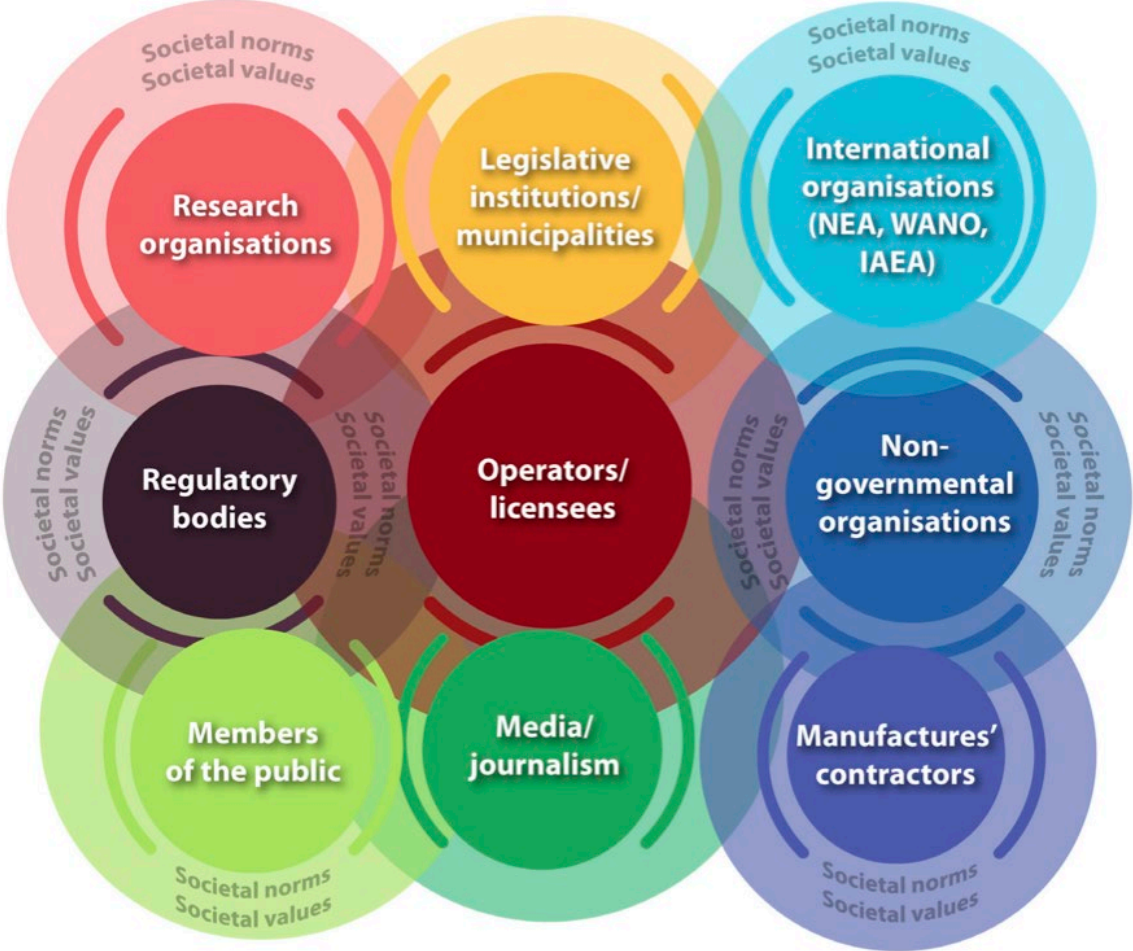 Societal norms
Societal values
Research
organisations
Legislative
institutions/
municipalities
Societal norms
Societal values
International
organisations
(NEA, WANO,
IAEA)
Societal norms
Societal values
Regulatory
bodies
Societal norms
Societal values
Operators/
licensees
Societal norms
Societal values
Non-
governmental
organisations
Societal norms
Societal values
Members
of the public
Societal norms
Societal values
Media/
journalism
Manufactures’
contractors
Societal norms
Societal values